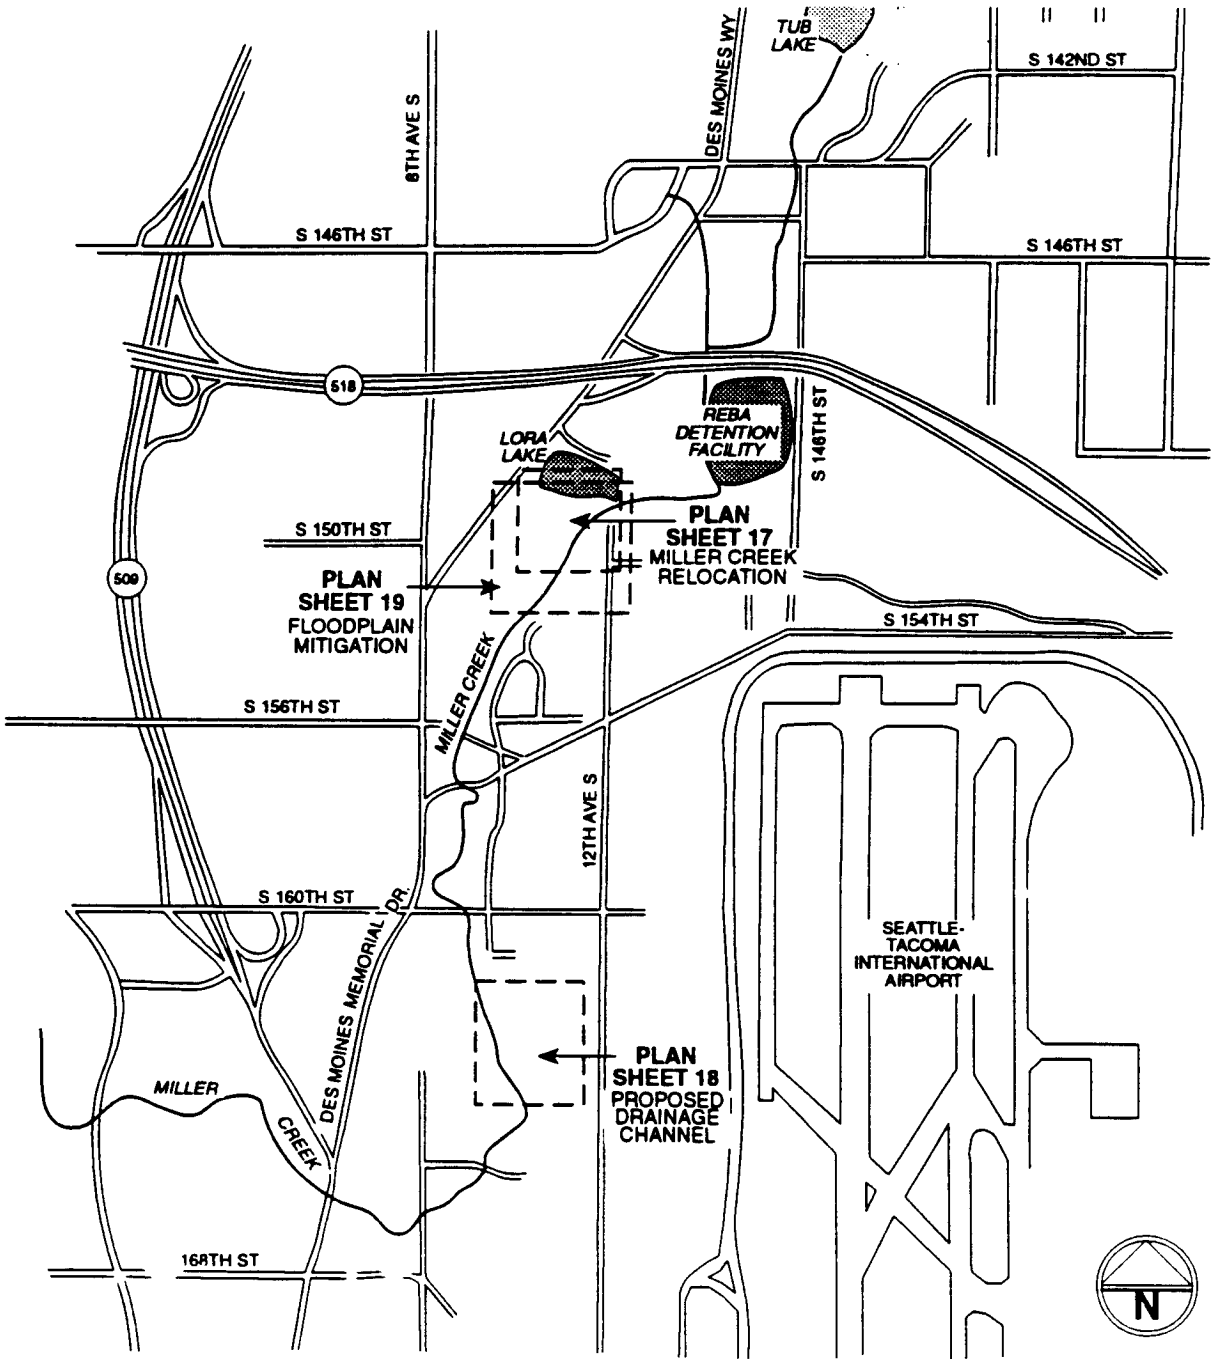 TUB
LAKE
DES MOINES WY
S 142ND ST
8TH AVE S
S 146TH ST
S 146TH ST
518
REBA
DETENTION
FACILITY
S 146TH ST
LORA
LAKE
S 150TH ST
PLAN
SHEET 17
MILLER CREEK
RELOCATION
509
PLAN
SHEET 19
FLOODPLAIN
MITIGATION
S 154TH ST
MILLER CREEK
S 156TH ST
12TH AVE S
S 160TH ST
DES MOINES MEMORIAL DR.
SEATTLE-
TACOMA
INTERNATIONAL
AIRPORT
PLAN
SHEET 18
PROPOSED
DRAINAGE
CHANNEL
MILLER
CREEK
168TH ST
N